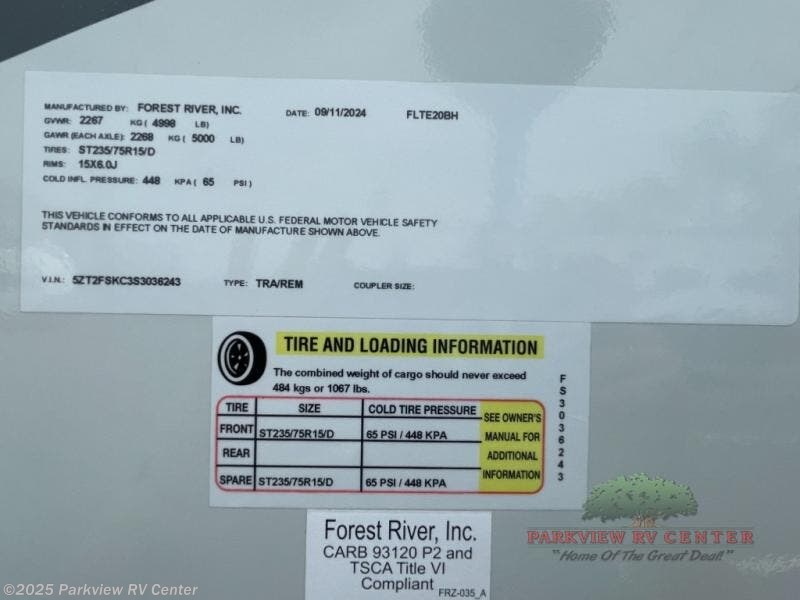 MANUFACTURED BY: FOREST RIVER, INC. DATE: 09/11/2024 FLTE20BH
GVWR: 2267 KG ( 4998 LB)
GAWR (EACH AXLE): 2268 KG ( 5000 LB)
TIRES: ST235/75R15/D
RIMS: 15X6.0J
COLD INFL. PRESSURE: 448 KPA ( 65 PSI )
THIS VEHICLE CONFORMS TO ALL APPLICABLE U.S. FEDERAL MOTOR VEHICLE SAFETY
STANDARDS IN EFFECT ON THE DATE OF MANUFACTURE SHOWN ABOVE.
V.I.N.: 5ZT2FSKC3S3036243 TYPE: TRA/REM COUPLER SIZE:
TIRE AND LOADING INFORMATION
The combined weight of cargo should never exceed
484 kgs or 1067 lbs.
TIRE SIZE COLD TIRE PRESSURE
FRONT ST235/75R15/D 65 PSI / 448 KPA
REAR
SPARE ST235/75R15/D 65 PSI / 448 KPA
SEE OWNER'S
MANUAL FOR
ADDITIONAL
INFORMATION
FS3036243
Forest River, Inc.
CARB 93120 P2 and
TSCA Title VI
Compliant
FRZ-035_A
THE
PARKVIEW RV CENTER
"Home Of The Great Deal!"
©2025 Parkview RV Center